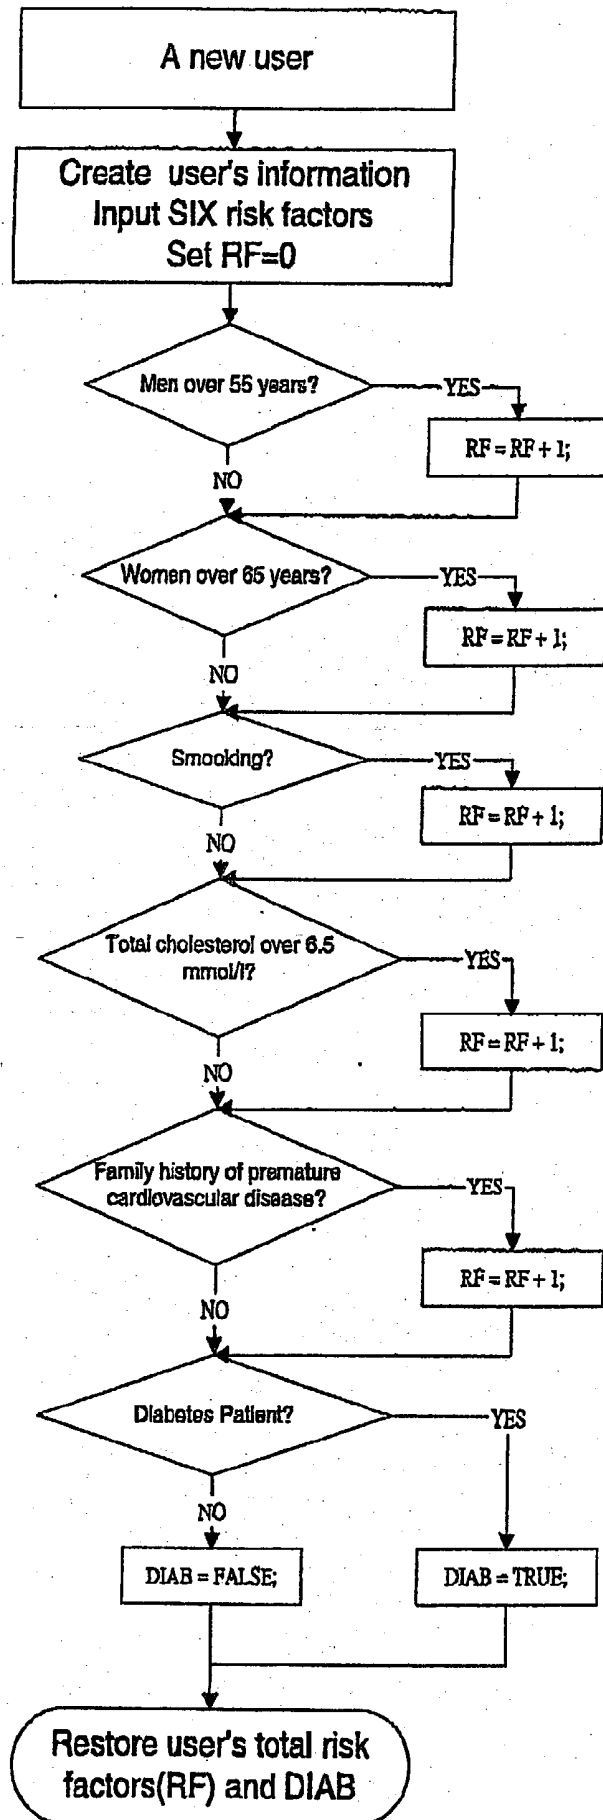 A new user
Create user's information
Input SIX risk factors
Set RF=0
Men over 55 years?
YES
RF = RF + 1;
NO
Women over 65 years?
YES
RF = RF + 1;
NO
Smooking?
YES
RF = RF + 1;
NO
Total cholesterol over 6.5
mmol/l?
YES
RF = RF + 1;
NO
Family history of premature
cardiovascular disease?
YES
RF = RF + 1;
NO
Diabetes Patient?
YES
NO
DIAB = FALSE;
DIAB = TRUE;
Restore user's total risk
factors(RF) and DIAB